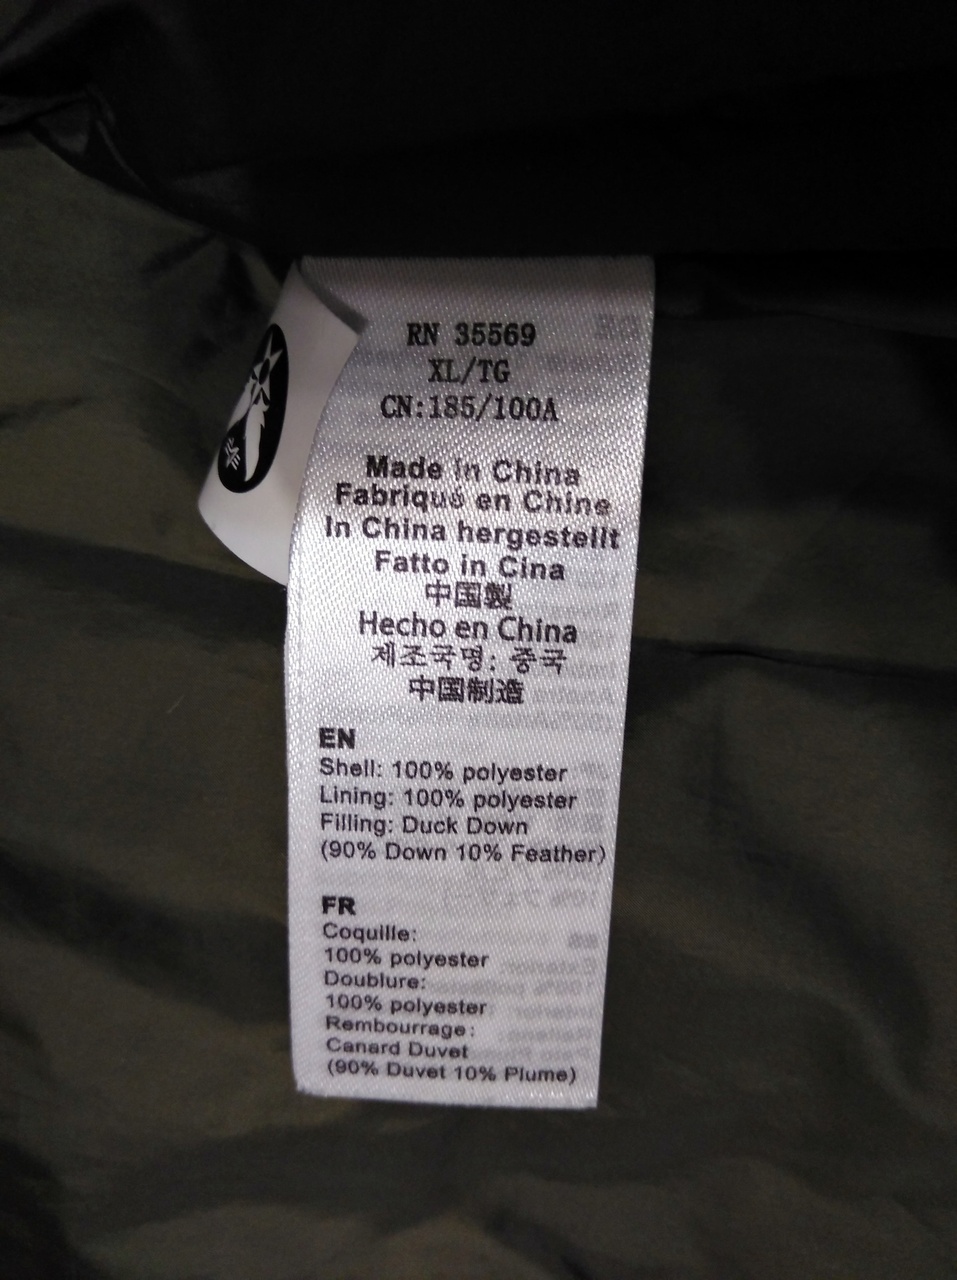 RN 35569
XL/TG
CN:185/100A
Made in China
Fabriqué en Chine
In China hergestellt
Fatto in Cina
中国製
Hecho en China
제조국명: 중국
中国制造
EN
Shell: 100% polyester
Lining: 100% polyester
Filling: Duck Down
(90% Down 10% Feather)
FR
Coquille:
100% polyester
Doublure:
100% polyester
Rembourrage:
Canard Duvet
(90% Duvet 10% Plume)